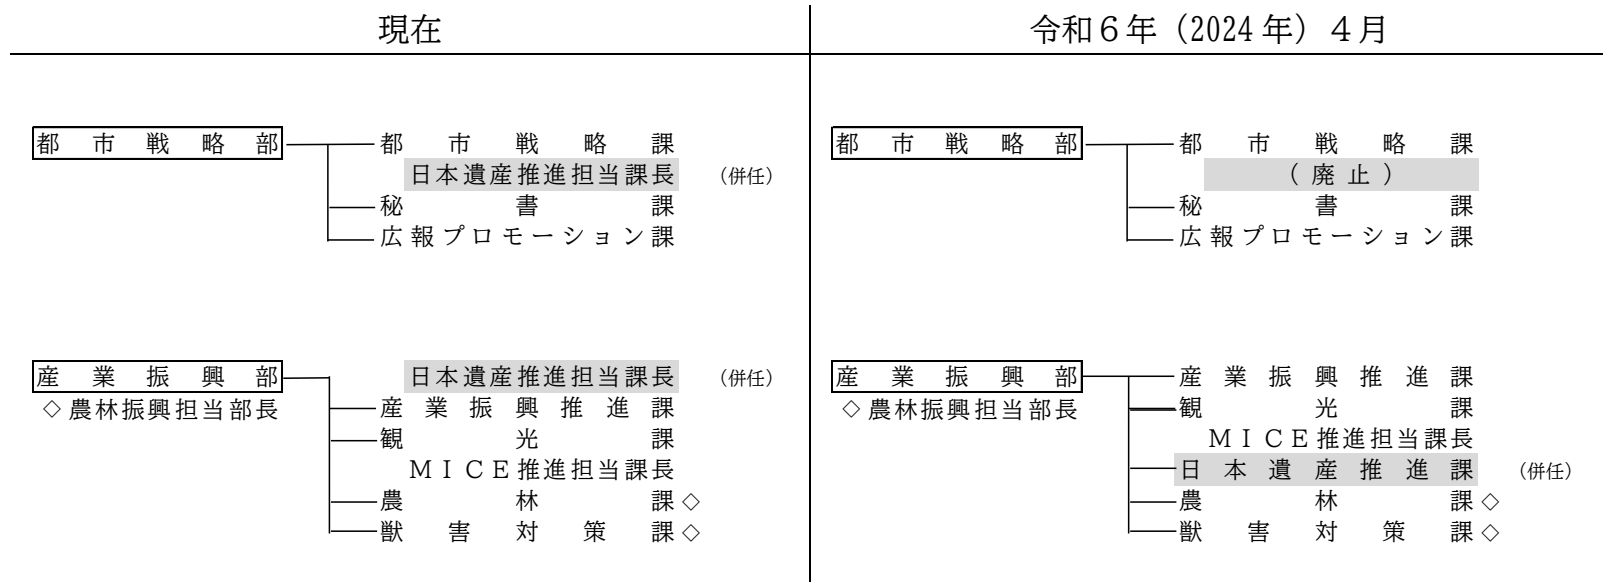 現在
都市戦略部 都市戦略課
日本遺産推進担当課長 (併任)
秘書課
広報プロモーション課
産業振興部 日本遺産推進担当課長 (併任)
◇農林振興担当部長 産業振興推進課
観光課
ＭＩＣＥ推進担当課長
農林課◇
獣害対策課◇
令和６年（2024年）４月
都市戦略部 都市戦略課
（廃止）
秘書課
広報プロモーション課
産業振興部 産業振興推進課
◇農林振興担当部長 観光課
ＭＩＣＥ推進担当課長
日本遺産推進課 (併任)
農林課◇
獣害対策課◇